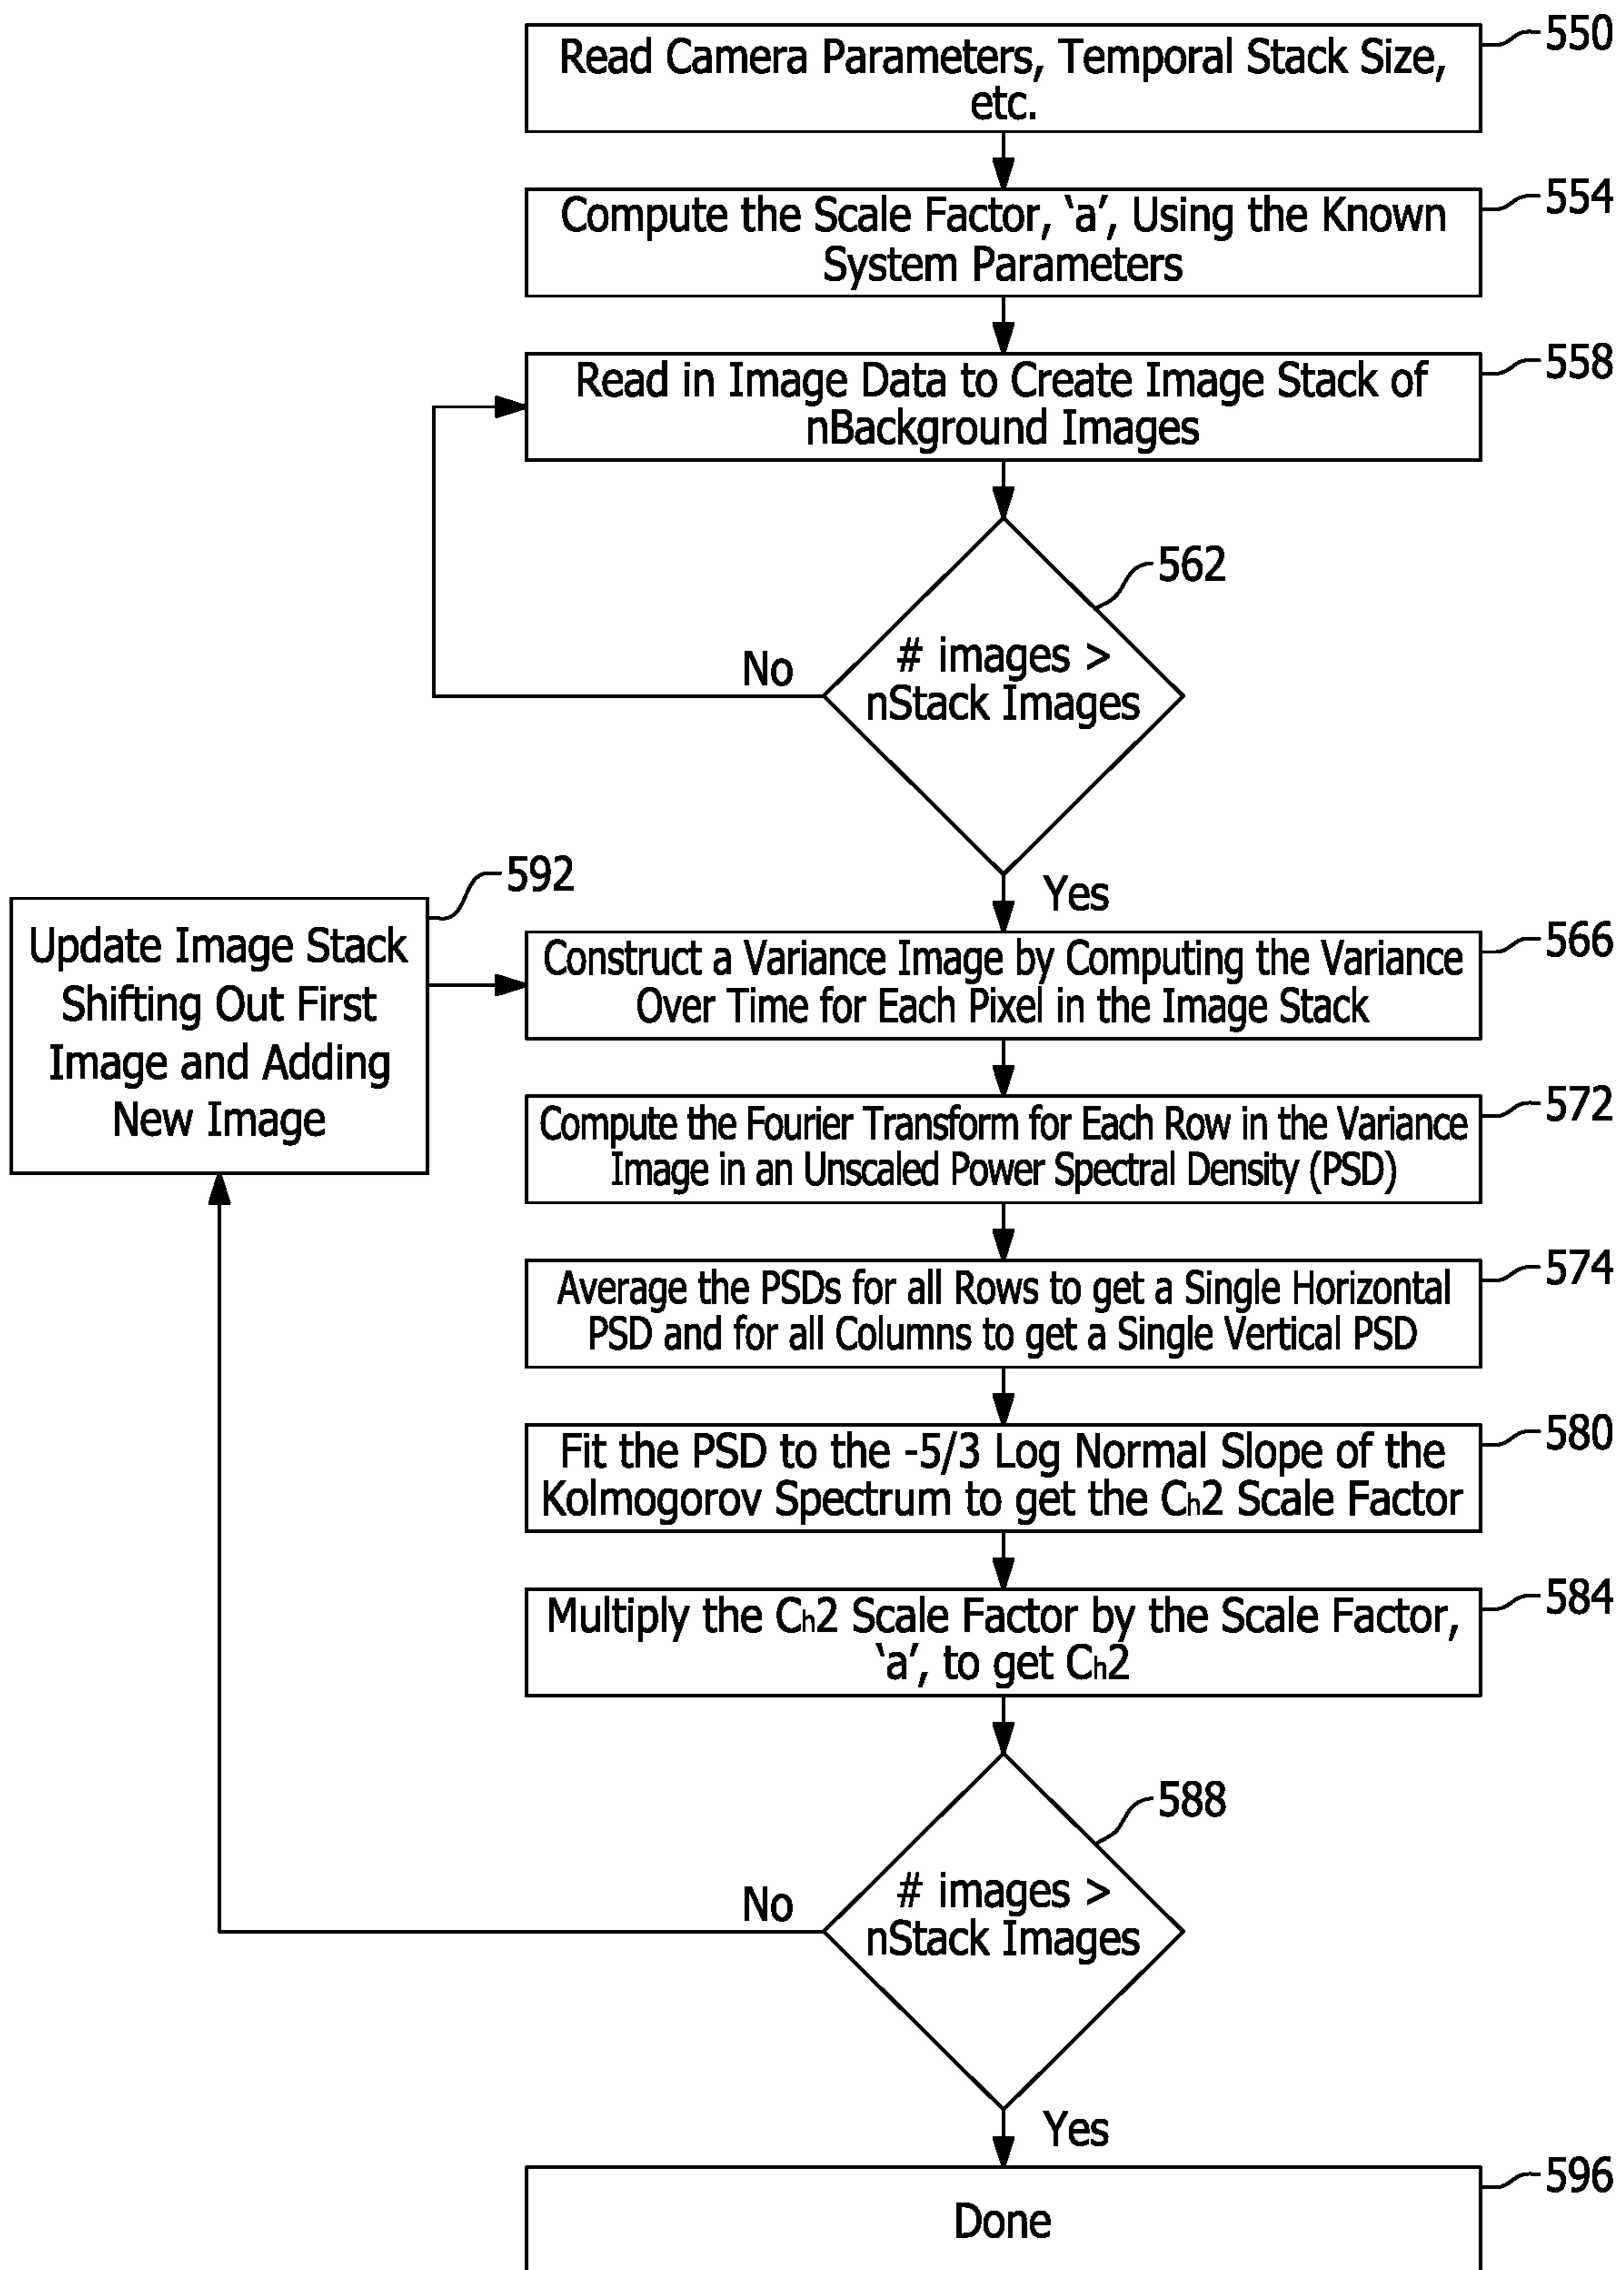 550
Read Camera Parameters, Temporal Stack Size,
etc.
554
Compute the Scale Factor, ‘a’, Using the Known
System Parameters
558
Read in Image Data to Create Image Stack of
nBackground Images
562
# images >
nStack Images
No
Yes
592
Update Image Stack
Shifting Out First
Image and Adding
New Image
566
Construct a Variance Image by Computing the Variance
Over Time for Each Pixel in the Image Stack
572
Compute the Fourier Transform for Each Row in the Variance
Image in an Unscaled Power Spectral Density (PSD)
574
Average the PSDs for all Rows to get a Single Horizontal
PSD and for all Columns to get a Single Vertical PSD
580
Fit the PSD to the -5/3 Log Normal Slope of the
Kolmogorov Spectrum to get the Ch2 Scale Factor
584
Multiply the Ch2 Scale Factor by the Scale Factor,
‘a’, to get Ch2
588
# images >
nStack Images
No
Yes
596
Done